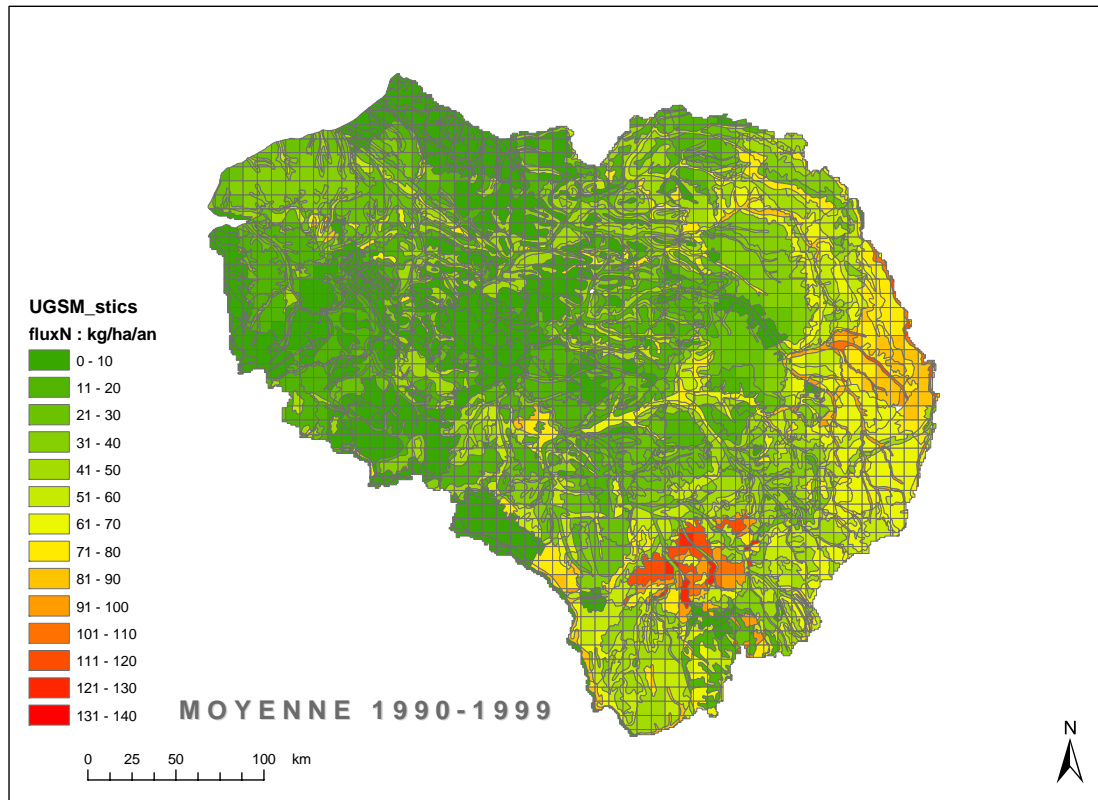 UGSM_stics
fluxN : kg/ha/an
0 - 10
11 - 20
21 - 30
31 - 40
41 - 50
51 - 60
61 - 70
71 - 80
81 - 90
91 - 100
101 - 110
111 - 120
121 - 130
131 - 140
MOYENNE 1990-1999
0 25 50 100 km
N